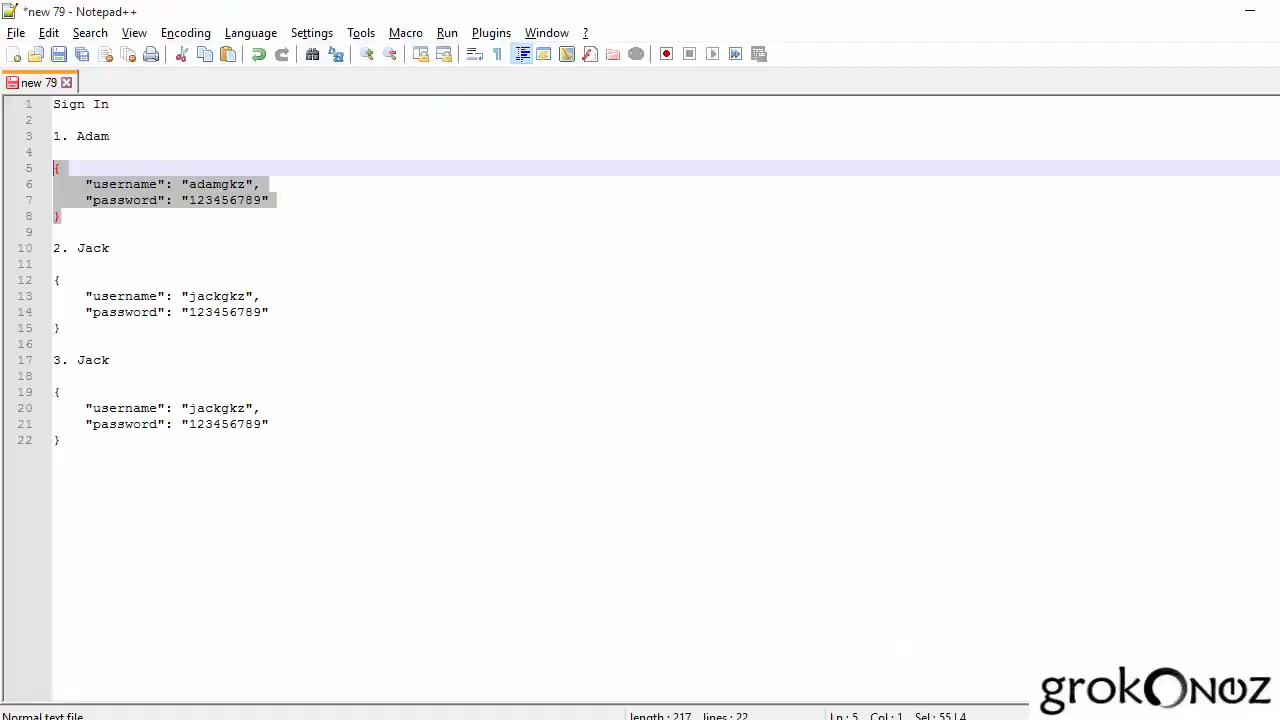 *new 79 - Notepad++
File Edit Search View Encoding Language Settings Tools Macro Run Plugins Window ?
new 79
1 Sign In
2
3 1. Adam
4
5 {
6 "username": "adamgkz",
7 "password": "123456789"
8 }
9
10 2. Jack
11
12 {
13 "username": "jackgkz",
14 "password": "123456789"
15 }
16
17 3. Jack
18
19 {
20 "username": "jackgkz",
21 "password": "123456789"
22 }
grokonez
Normal text file length : 217 lines : 22 Ln : 5 Col : 1 Sel : 55 | 4